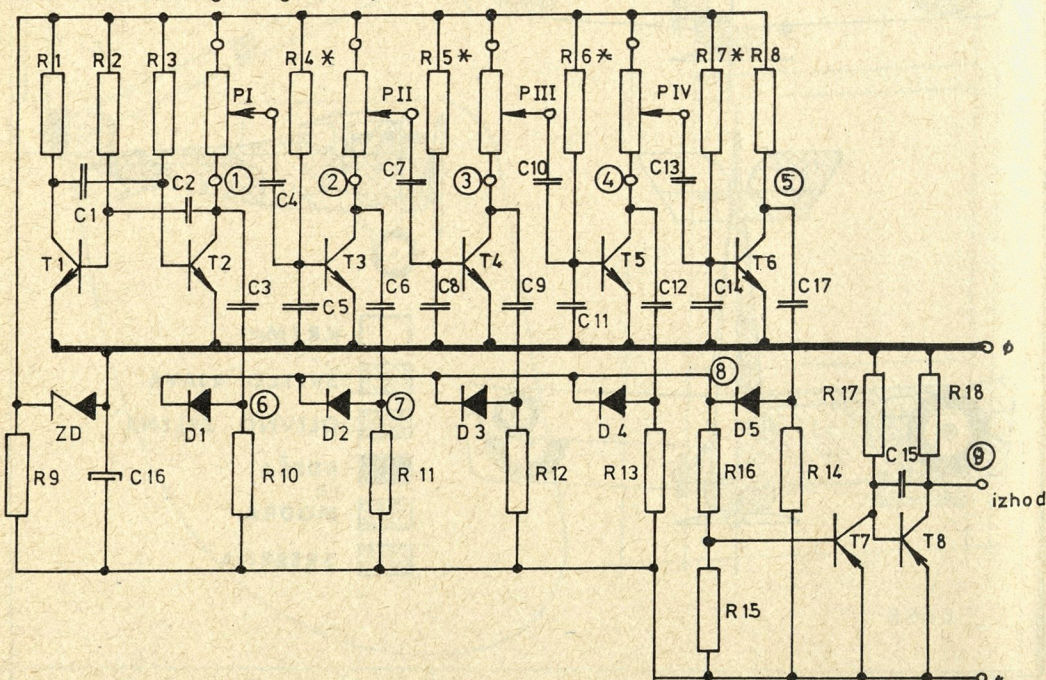 R1 R2 R3 R4* R5* R6* R7* R8
PI PII PIII PIV
C1 C2 1 C4 2 C7 3 C10 4 C13 5
T1 T2 T3 T4 T5 T6
C3 C5 C6 C8 C9 C11 C12 C14 C17
ø
8
R17 R18
ZD D1 6 D2 7 D3 D4 D5
C15 9
R9 C16 R10 R11 R12 R13 R16 R14
izhod
T7 T8
R15